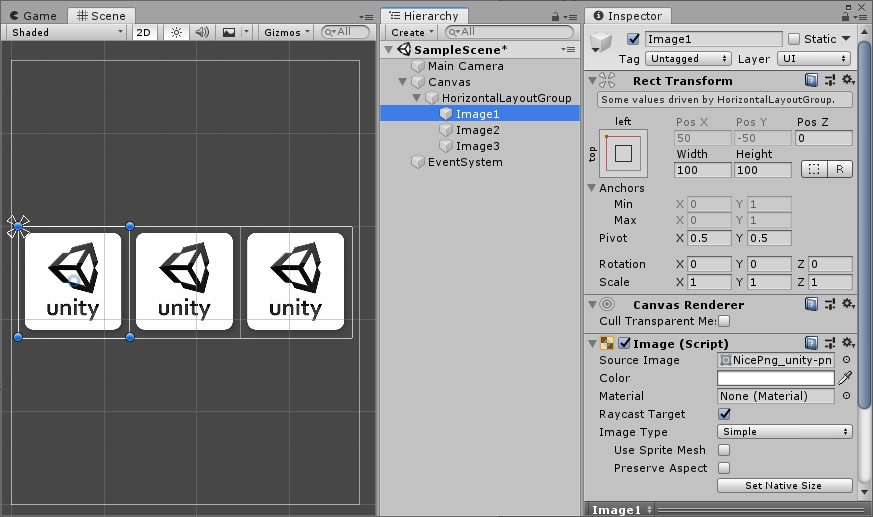 Game
Scene
Shaded
2D
Gizmos
All
unity
unity
unity
Hierarchy
Create
All
SampleScene*
Main Camera
Canvas
HorizontalLayoutGroup
Image1
Image2
Image3
EventSystem
Inspector
Image1
Static
Tag
Untagged
Layer
UI
Rect Transform
Some values driven by HorizontalLayoutGroup.
left
top
Pos X
Pos Y
Pos Z
50
-50
0
Width
Height
100
100
R
Anchors
Min X 0 Y 1
Max X 0 Y 1
Pivot X 0.5 Y 0.5
Rotation X 0 Y 0 Z 0
Scale X 1 Y 1 Z 1
Canvas Renderer
Cull Transparent Me
Image (Script)
Source Image NicePng_unity-pn
Color
Material None (Material)
Raycast Target
Image Type Simple
Use Sprite Mesh
Preserve Aspect
Set Native Size
Image1